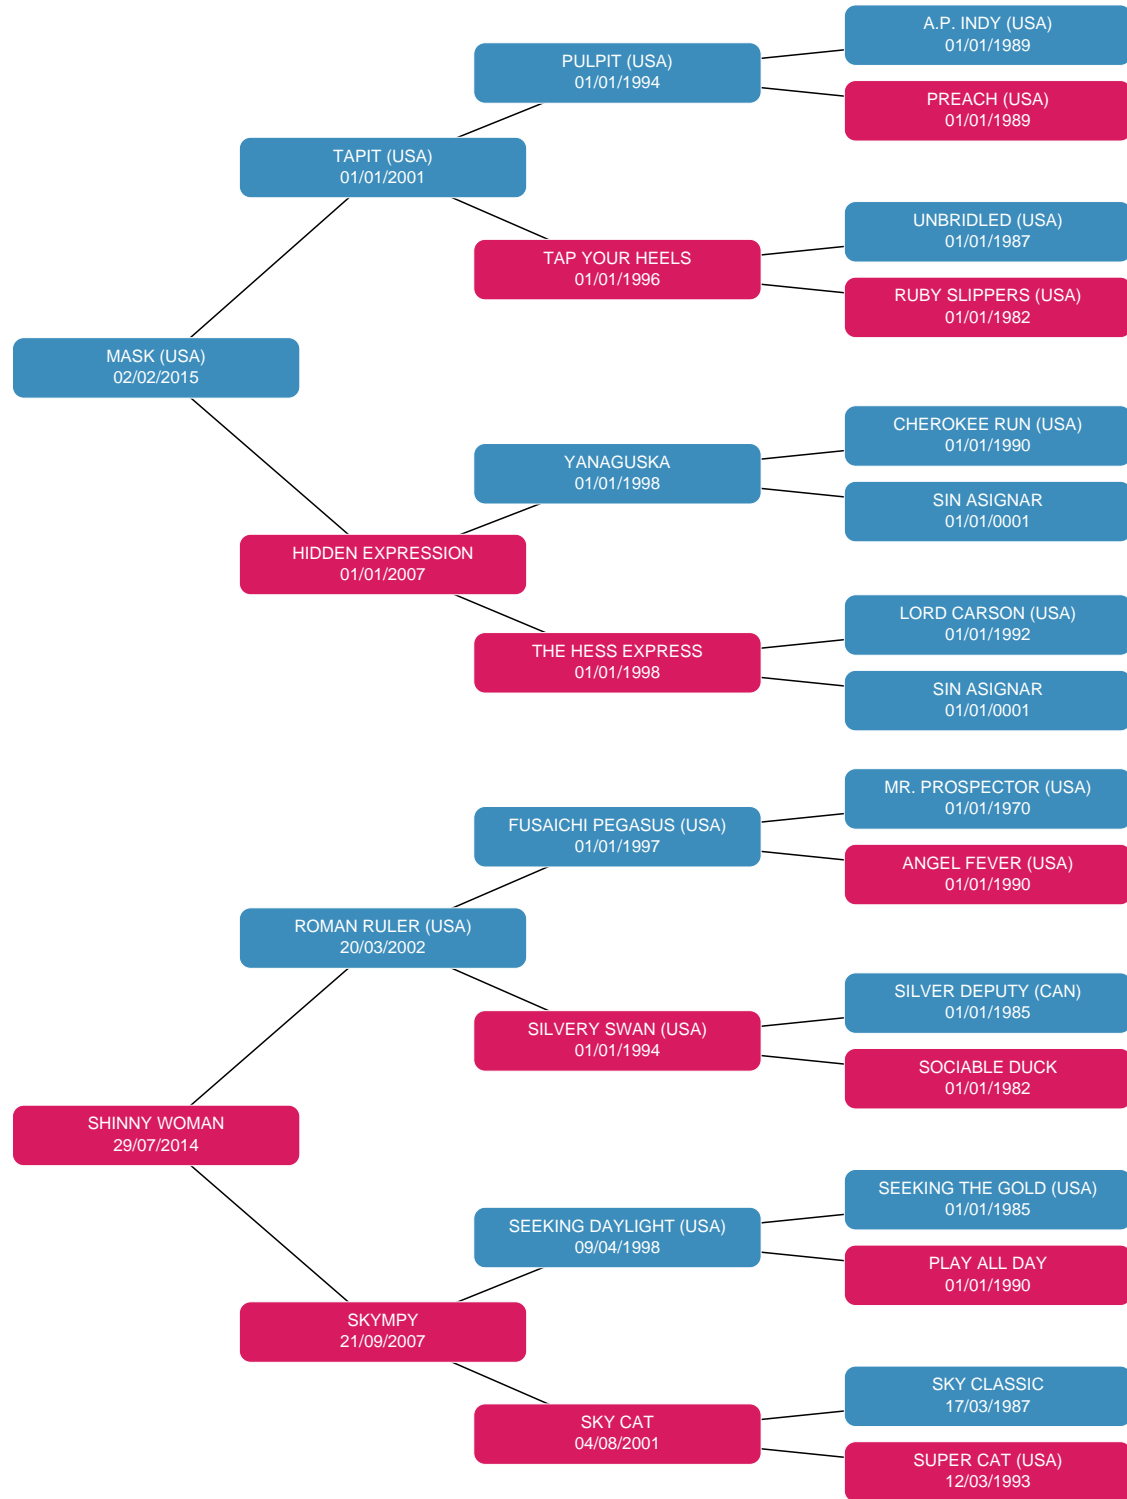 A.P. INDY (USA)
01/01/1989
PULPIT (USA)
01/01/1994
PREACH (USA)
01/01/1989
TAPIT (USA)
01/01/2001
UNBRIDLED (USA)
01/01/1987
TAP YOUR HEELS
01/01/1996
RUBY SLIPPERS (USA)
01/01/1982
MASK (USA)
02/02/2015
CHEROKEE RUN (USA)
01/01/1990
YANAGUSKA
01/01/1998
SIN ASIGNAR
01/01/0001
HIDDEN EXPRESSION
01/01/2007
LORD CARSON (USA)
01/01/1992
THE HESS EXPRESS
01/01/1998
SIN ASIGNAR
01/01/0001
MR. PROSPECTOR (USA)
01/01/1970
FUSAICHI PEGASUS (USA)
01/01/1997
ANGEL FEVER (USA)
01/01/1990
ROMAN RULER (USA)
20/03/2002
SILVER DEPUTY (CAN)
01/01/1985
SILVERY SWAN (USA)
01/01/1994
SOCIABLE DUCK
01/01/1982
SHINNY WOMAN
29/07/2014
SEEKING THE GOLD (USA)
01/01/1985
SEEKING DAYLIGHT (USA)
09/04/1998
PLAY ALL DAY
01/01/1990
SKYMPY
21/09/2007
SKY CLASSIC
17/03/1987
SKY CAT
04/08/2001
SUPER CAT (USA)
12/03/1993